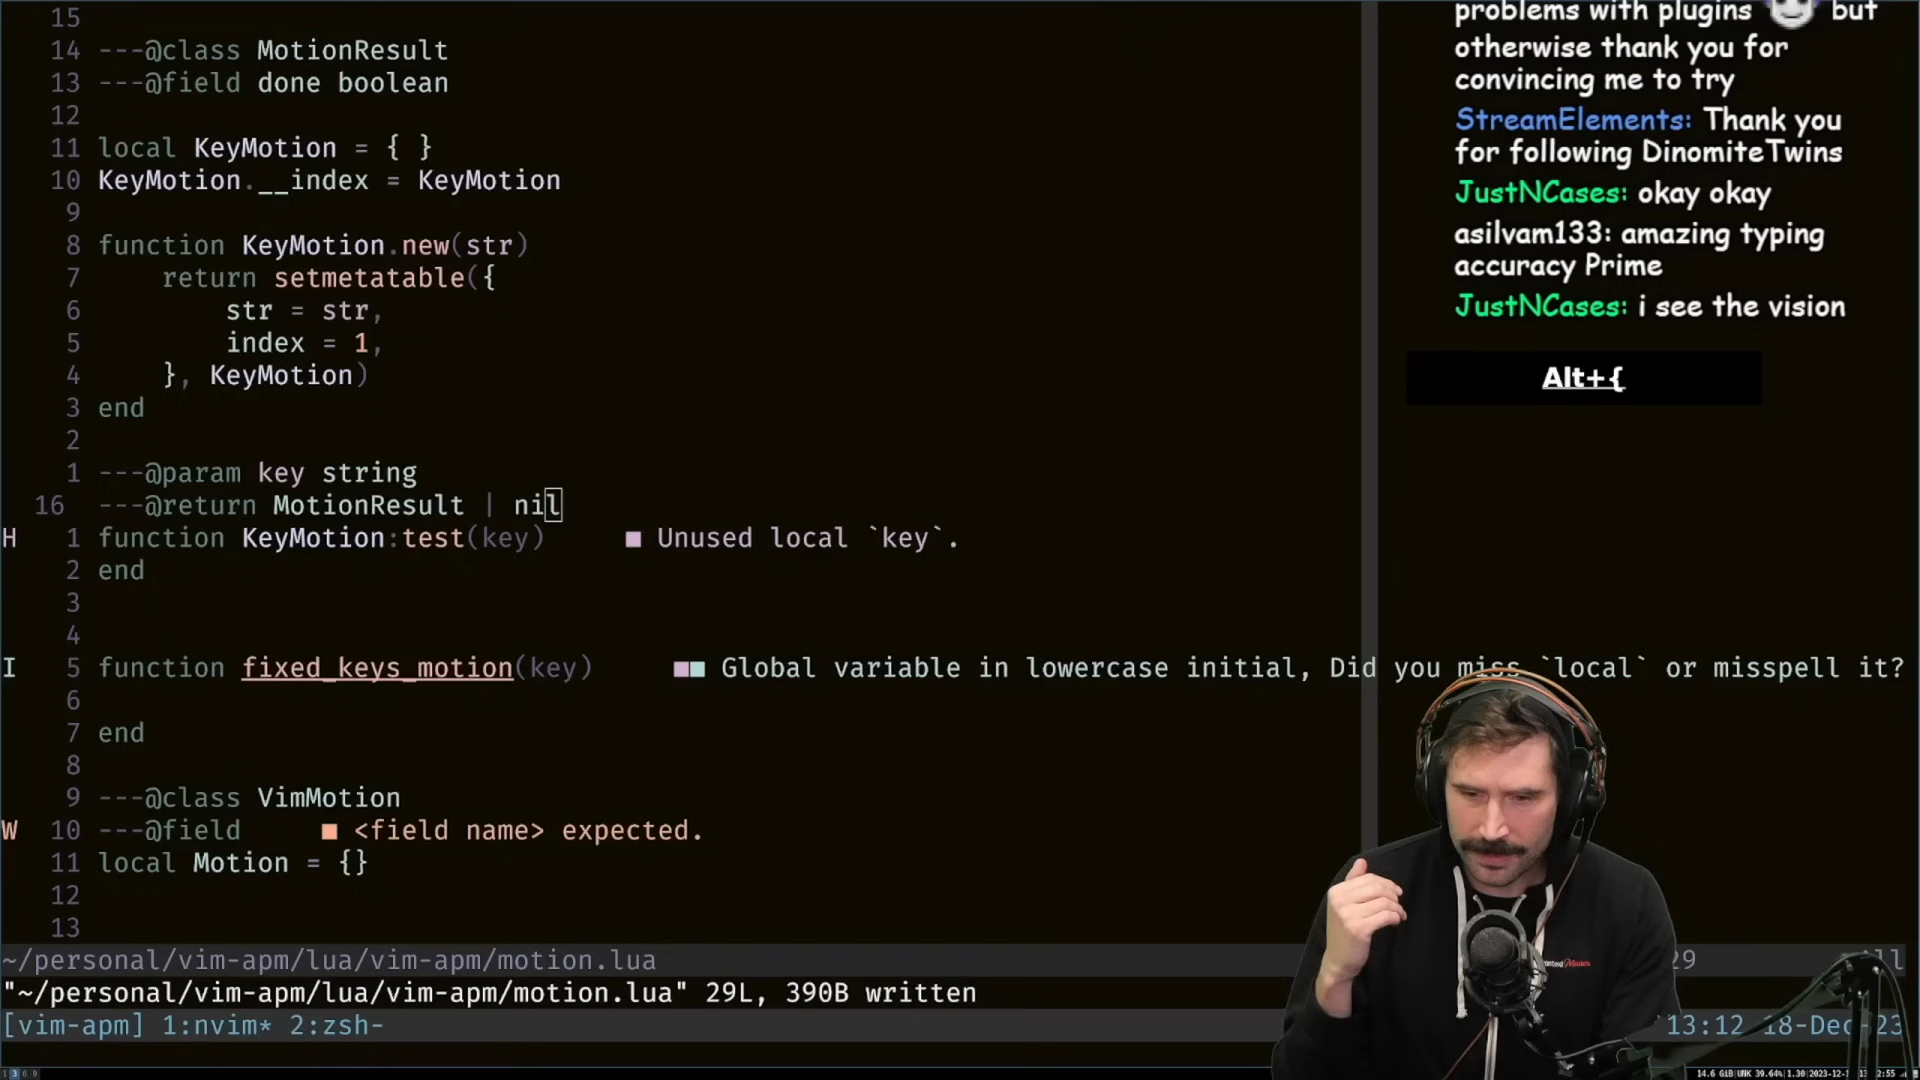 15
14 ---@class MotionResult
13 ---@field done boolean
12
11 local KeyMotion = { }
10 KeyMotion.__index = KeyMotion
9
8 function KeyMotion.new(str)
7 return setmetatable({
6 str = str,
5 index = 1,
4 }, KeyMotion)
3 end
2
1 ---@param key string
16 ---@return MotionResult | nil
H 1 function KeyMotion:test(key) ■ Unused local `key`.
2 end
3
4
I 5 function fixed_keys_motion(key) ■■ Global variable in lowercase initial, Did you miss `local` or misspell it?
6
7 end
8
9 ---@class VimMotion
W 10 ---@field ■ <field name> expected.
11 local Motion = {}
12
13
~/personal/vim-apm/lua/vim-apm/motion.lua
"~/personal/vim-apm/lua/vim-apm/motion.lua" 29L, 390B written
[vim-apm] 1:nvim* 2:zsh-
13:12 18-Dec-23
problems with plugins but
otherwise thank you for
convincing me to try
StreamElements: Thank you
for following DinomiteTwins
JustNCases: okay okay
asilvam133: amazing typing
accuracy Prime
JustNCases: i see the vision
Alt+{